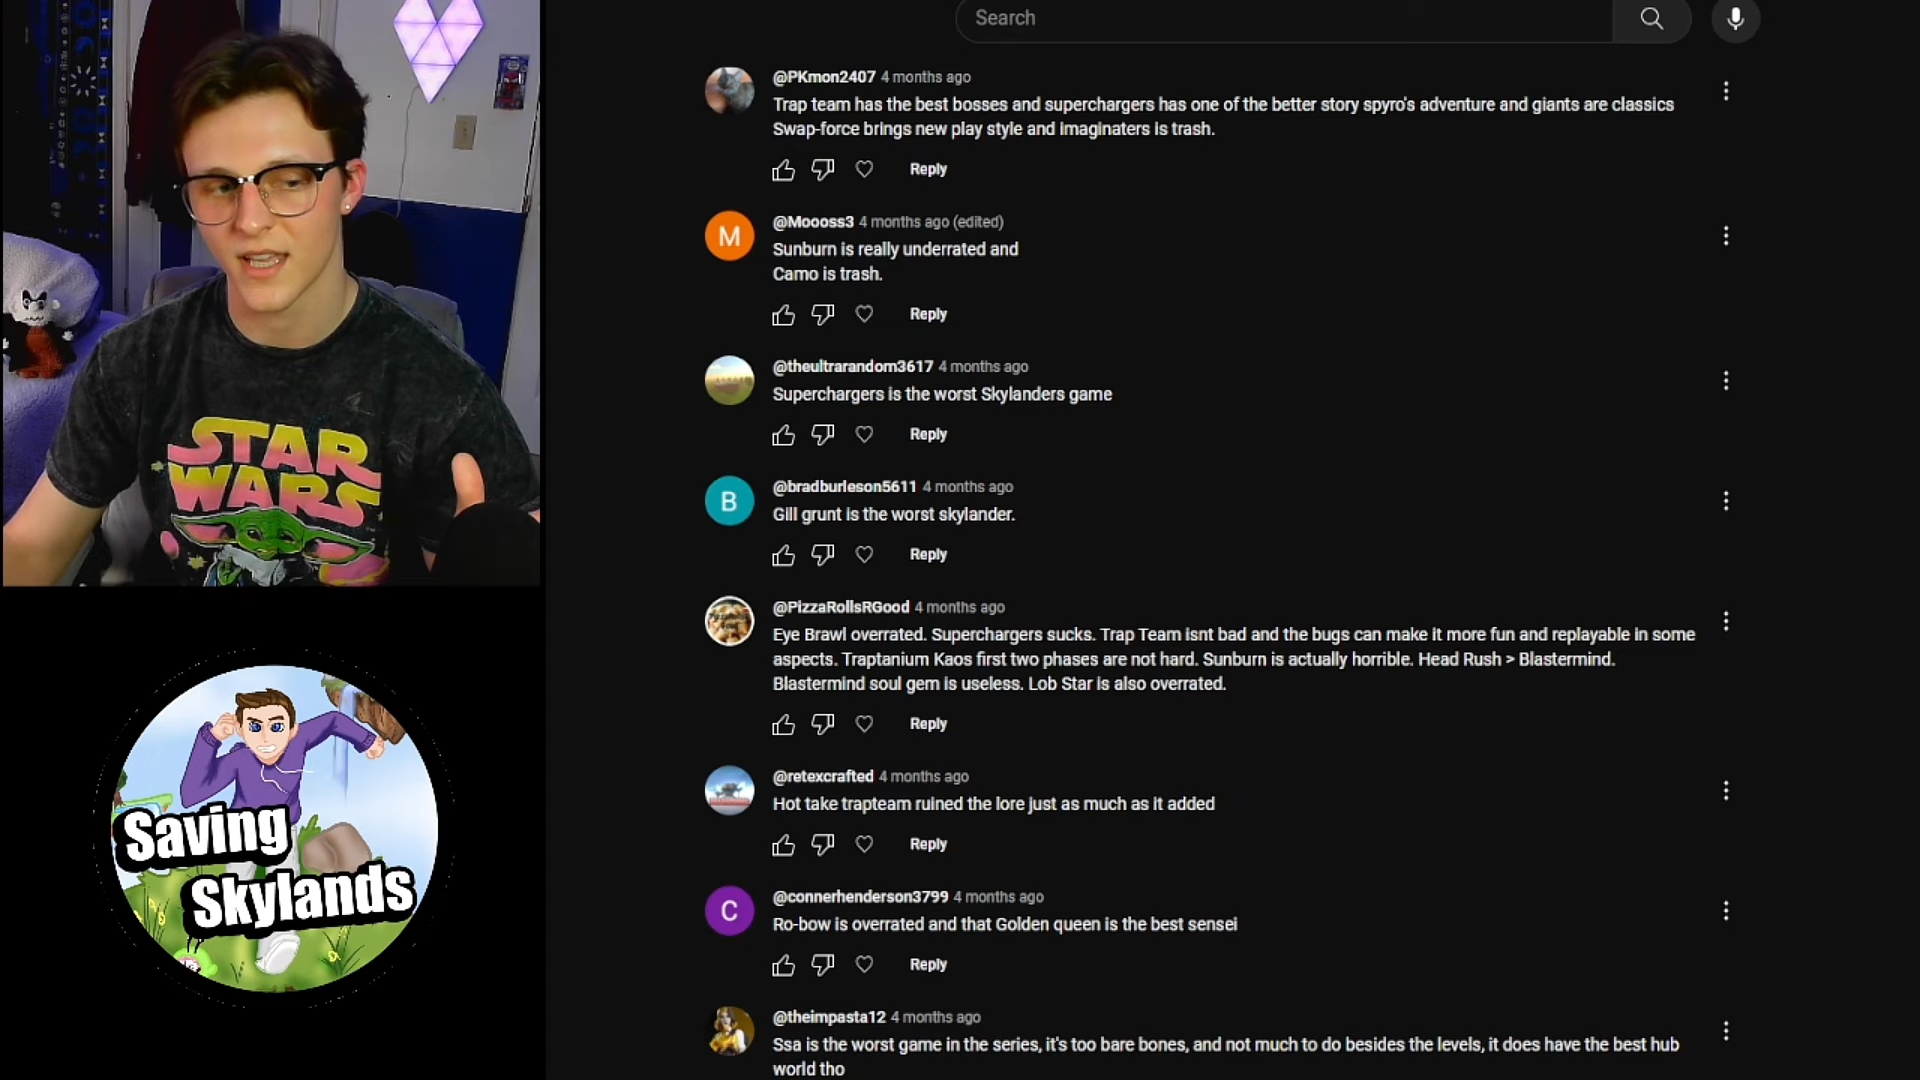 Search
@PKmon2407 4 months ago
Trap team has the best bosses and superchargers has one of the better story spyro's adventure and giants are classics
Swap-force brings new play style and imaginaters is trash.
Reply
M
@Moooss3 4 months ago (edited)
Sunburn is really underrated and
Camo is trash.
Reply
@theultrarandom3617 4 months ago
Superchargers is the worst Skylanders game
Reply
B
@bradburleson5611 4 months ago
Gill grunt is the worst skylander.
Reply
@PizzaRollsRGood 4 months ago
Eye Brawl overrated. Superchargers sucks. Trap Team isnt bad and the bugs can make it more fun and replayable in some
aspects. Traptanium Kaos first two phases are not hard. Sunburn is actually horrible. Head Rush > Blastermind.
Blastermind soul gem is useless. Lob Star is also overrated.
Reply
@retexcrafted 4 months ago
Hot take trapteam ruined the lore just as much as it added
Reply
C
@connerhenderson3799 4 months ago
Ro-bow is overrated and that Golden queen is the best sensei
Reply
@theimpasta12 4 months ago
Ssa is the worst game in the series, it's too bare bones, and not much to do besides the levels, it does have the best hub
world tho
STAR
WARS
Saving
Skylands